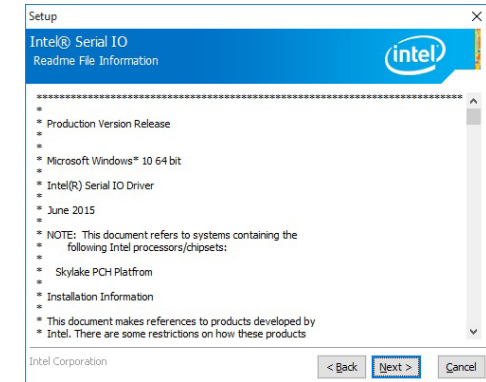 Setup
Intel® Serial IO
Readme File Information
intel
******************************************************************************
*
* Production Version Release
*
*
* Microsoft Windows* 10 64 bit
*
* Intel(R) Serial IO Driver
*
* June 2015
*
* NOTE: This document refers to systems containing the
* following Intel processors/chipsets:
*
* Skylake PCH Platfrom
*
* Installation Information
*
* This document makes references to products developed by
* Intel. There are some restrictions on how these products
Intel Corporation
< Back
Next >
Cancel